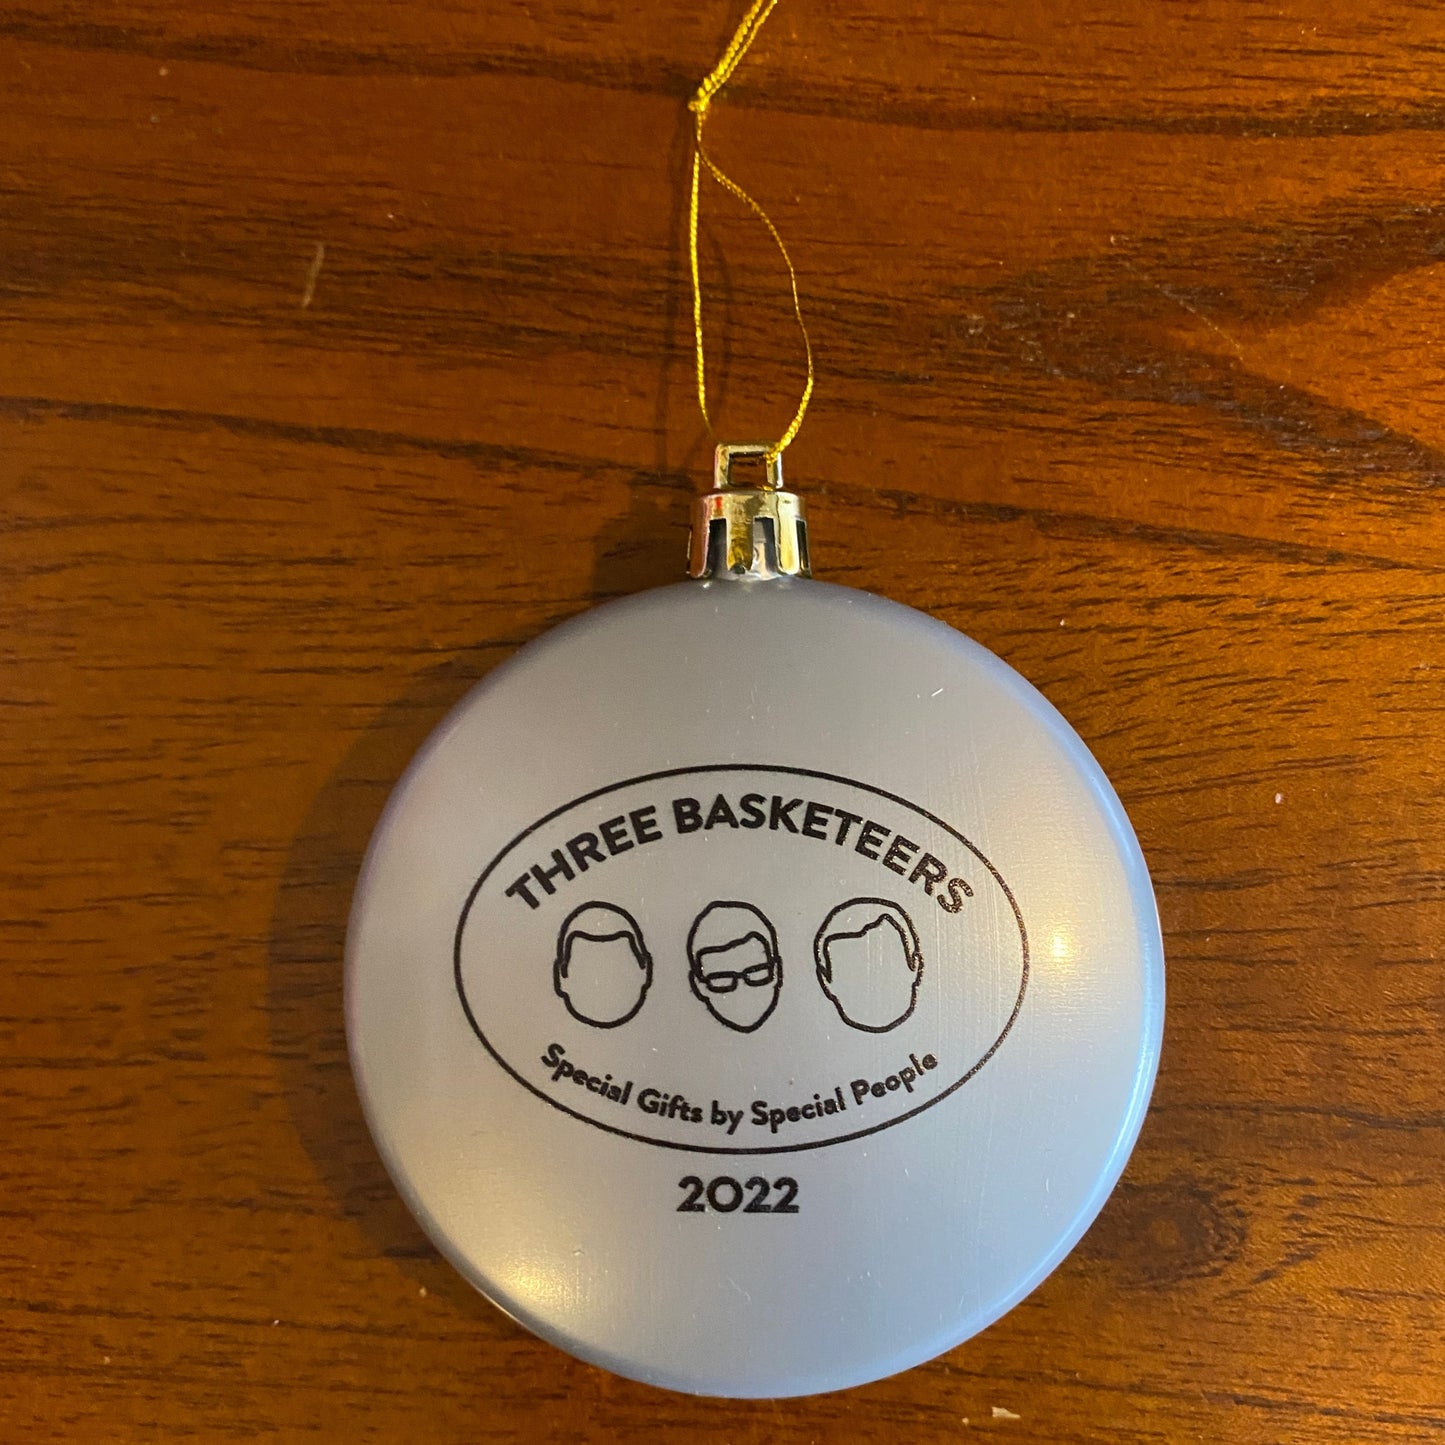 THREE BASKETEERS
Special Gifts by Special People
2022